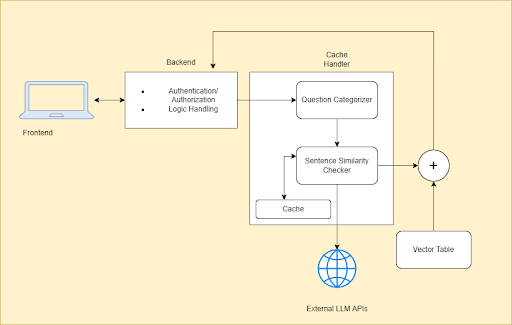 Frontend
Backend
• Authentication/
Authorization
• Logic Handling
Cache
Handler
Question Categorizer
Sentence Similarity
Checker
Cache
+
Vector Table
External LLM APIs